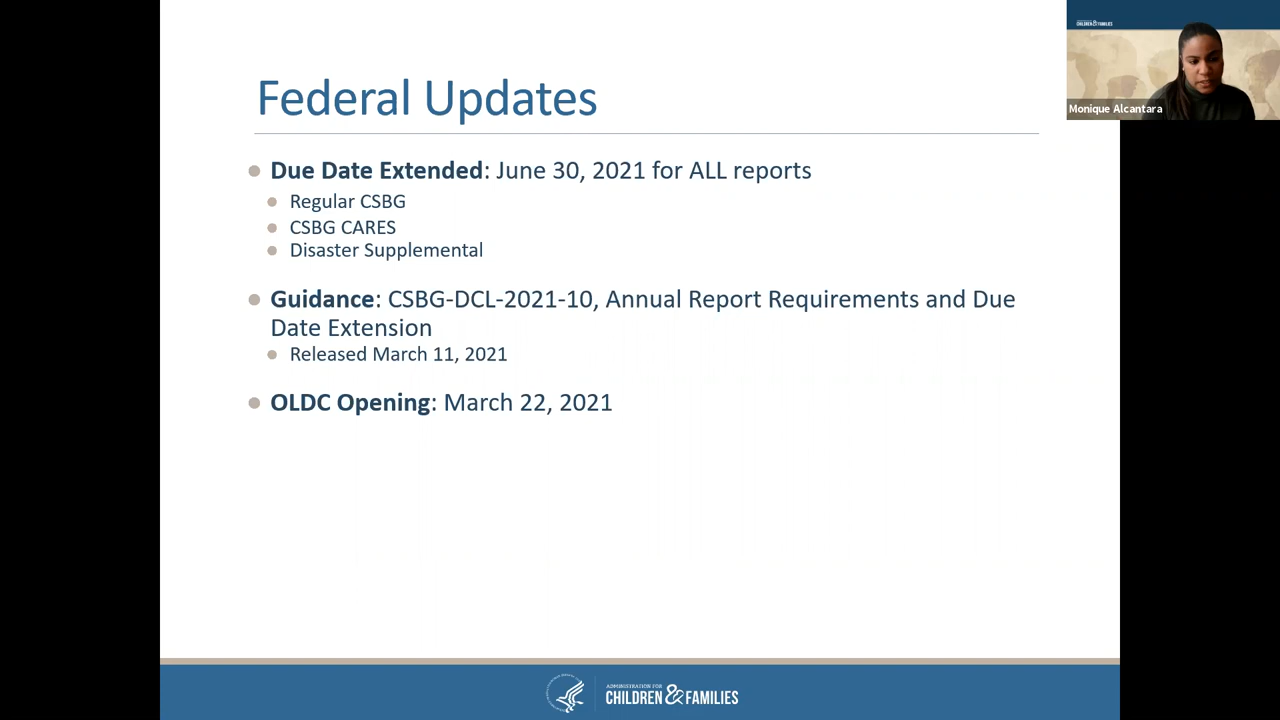 CHILDREN & FAMILIES
Monique Alcantara
Federal Updates
Due Date Extended: June 30, 2021 for ALL reports
Regular CSBG
CSBG CARES
Disaster Supplemental
Guidance: CSBG-DCL-2021-10, Annual Report Requirements and Due
Date Extension
Released March 11, 2021
OLDC Opening: March 22, 2021
ADMINISTRATION FOR
CHILDREN & FAMILIES